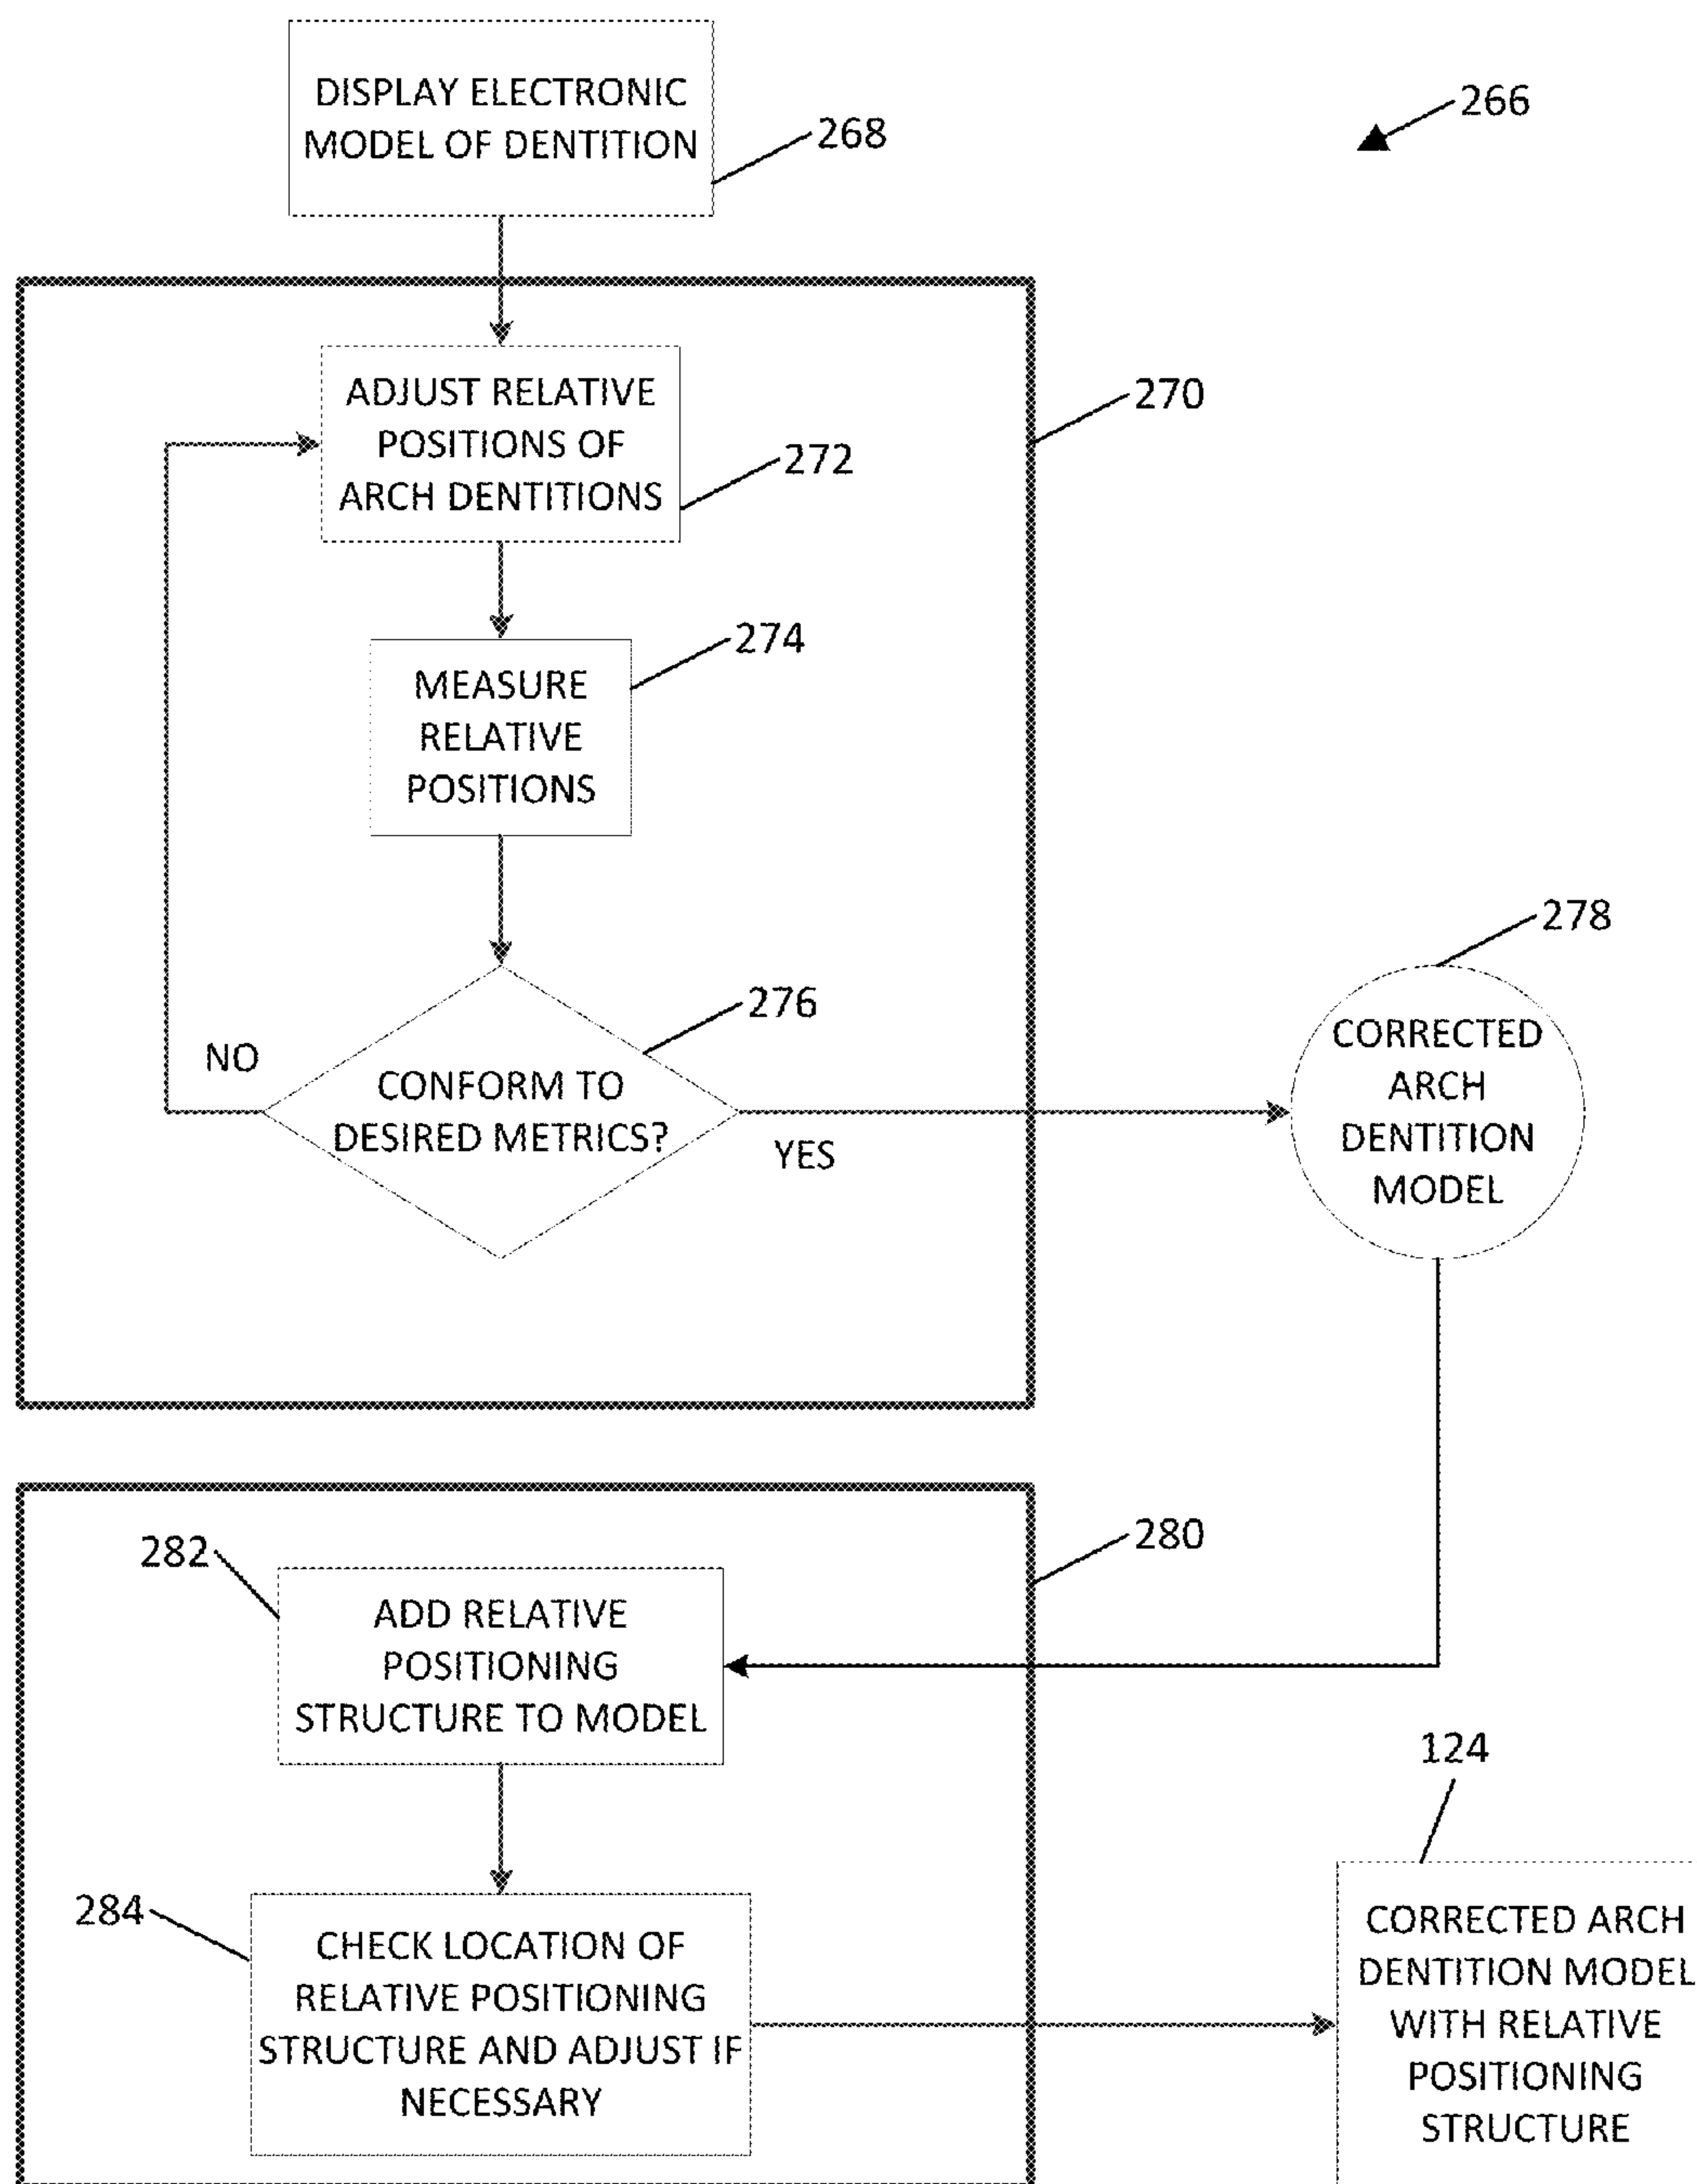 DISPLAY ELECTRONIC
MODEL OF DENTITION
268
266
ADJUST RELATIVE
POSITIONS OF
ARCH DENTITIONS
270
272
MEASURE
RELATIVE
POSITIONS
274
CONFORM TO
DESIRED METRICS?
276
NO
YES
278
CORRECTED
ARCH
DENTITION
MODEL
280
282
ADD RELATIVE
POSITIONING
STRUCTURE TO MODEL
284
CHECK LOCATION OF
RELATIVE POSITIONING
STRUCTURE AND ADJUST IF
NECESSARY
124
CORRECTED ARCH
DENTITION MODEL
WITH RELATIVE
POSITIONING
STRUCTURE